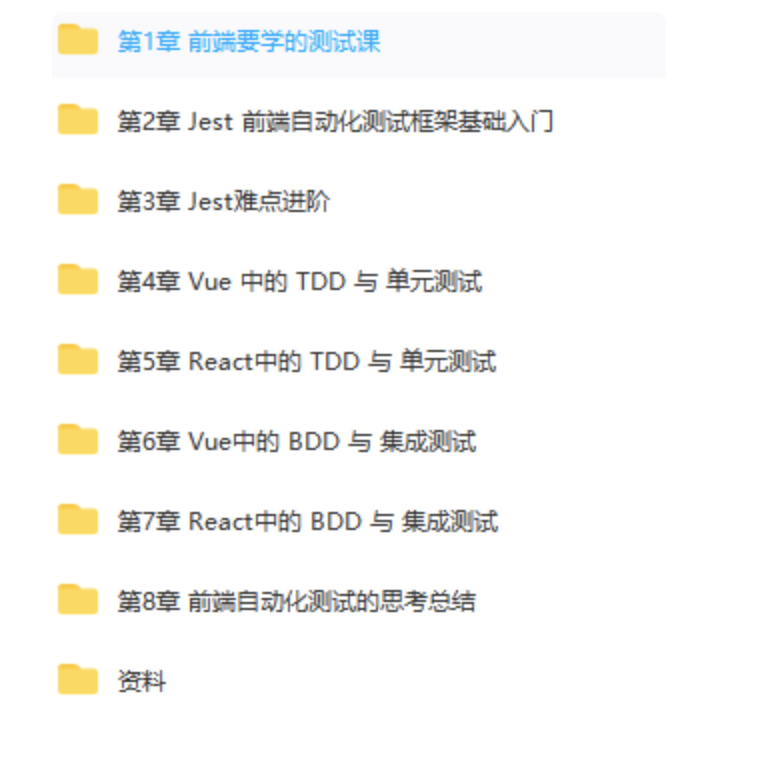 第1章 前端要学的测试课
第2章 Jest 前端自动化测试框架基础入门
第3章 Jest难点进阶
第4章 Vue 中的 TDD 与 单元测试
第5章 React中的 TDD 与 单元测试
第6章 Vue中的 BDD 与 集成测试
第7章 React中的 BDD 与 集成测试
第8章 前端自动化测试的思考总结
资料